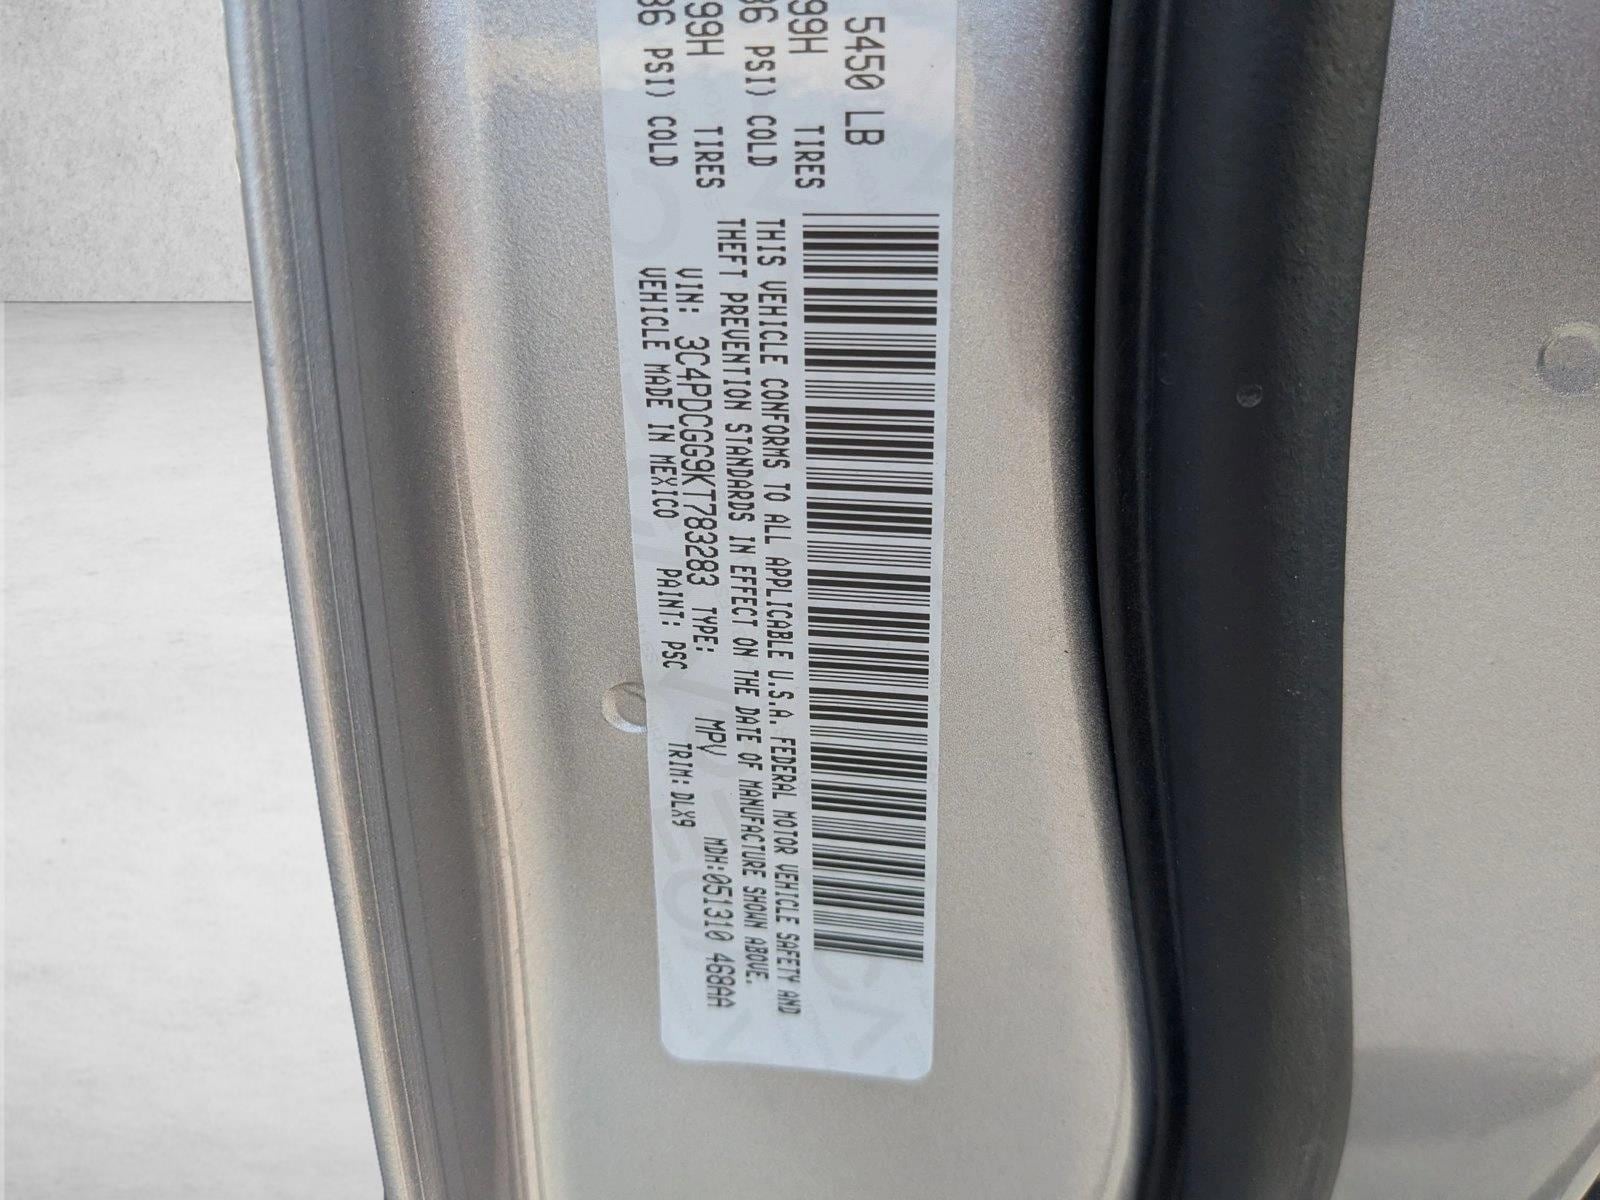 5450 LB
99H TIRES
36 PSI) COLD
99H TIRES
36 PSI) COLD
THIS VEHICLE CONFORMS TO ALL APPLICABLE U.S.A. FEDERAL MOTOR VEHICLE SAFETY AND
THEFT PREVENTION STANDARDS IN EFFECT ON THE DATE OF MANUFACTURE SHOWN ABOVE.
VIN: 3C4PDCGG9KT783283 TYPE: MPV MDH:051310 468AA
VEHICLE MADE IN MEXICO PAINT: PSC TRIM:DLX9